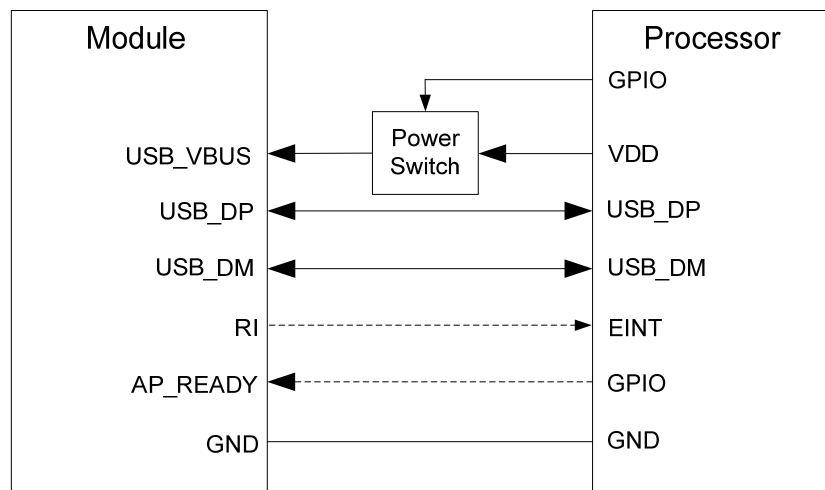 Module
Processor
GPIO
Power
Switch
USB_VBUS
VDD
USB_DP
USB_DP
USB_DM
USB_DM
RI
EINT
AP_READY
GPIO
GND
GND